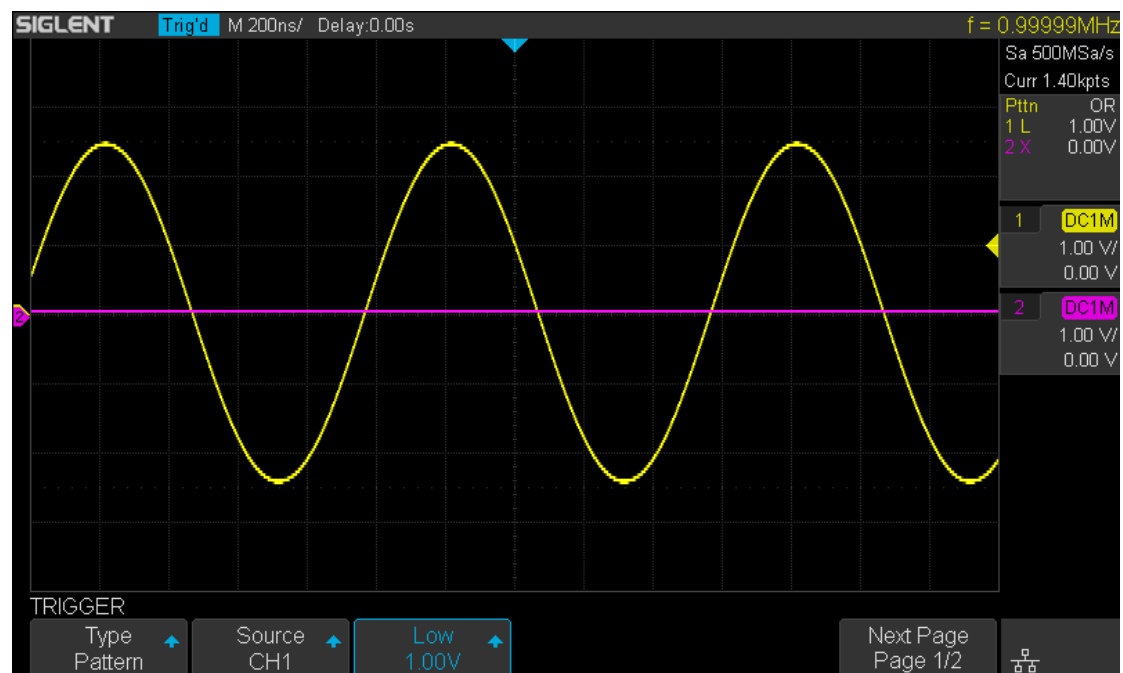 SIGLENT Trig'd M 200ns/ Delay:0.00s f = 0.99999MHz
Sa 500MSa/s
Curr 1.40kpts
Pttn OR
1 L 1.00V
2 X 0.00V
1 DC1M
1.00 V/
0.00 V
2
2 DC1M
1.00 V/
0.00 V
TRIGGER
Type Source Low Next Page
Pattern CH1 1.00V Page 1/2